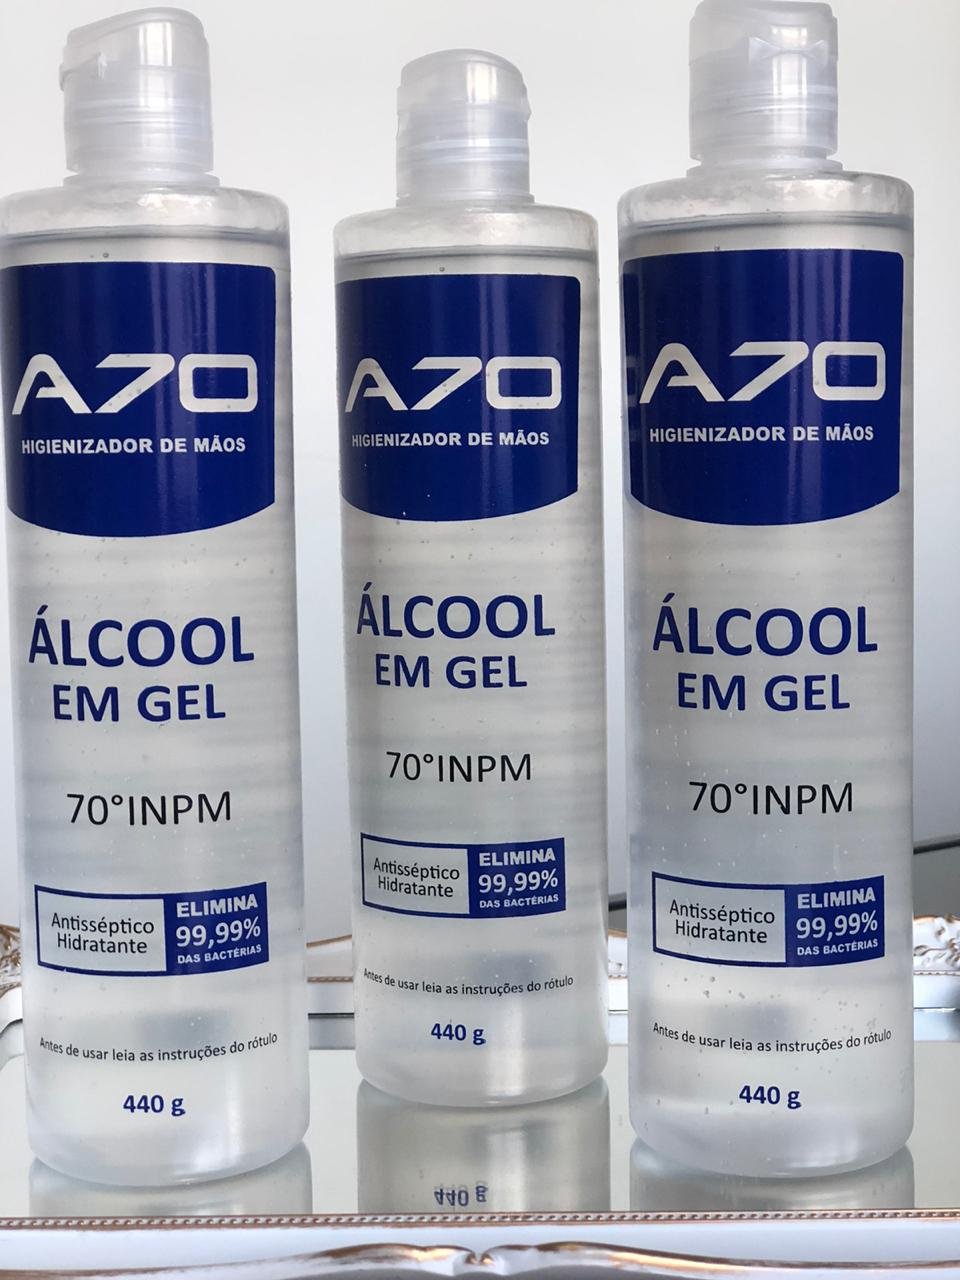 A70
HIGIENIZADOR DE MÃOS
ÁLCOOL
EM GEL
70°INPM
Antisséptico
Hidratante
ELIMINA
99,99%
DAS BACTÉRIAS
Antes de usar leia as instruções do rótulo
440 g
A70
HIGIENIZADOR DE MÃOS
ÁLCOOL
EM GEL
70°INPM
Antisséptico
Hidratante
ELIMINA
99,99%
DAS BACTÉRIAS
Antes de usar leia as instruções do rótulo
440 g
440 g
A70
HIGIENIZADOR DE MÃOS
ÁLCOOL
EM GEL
70°INPM
Antisséptico
Hidratante
ELIMINA
99,99%
DAS BACTÉRIAS
Antes de usar leia as instruções do rótulo
440 g